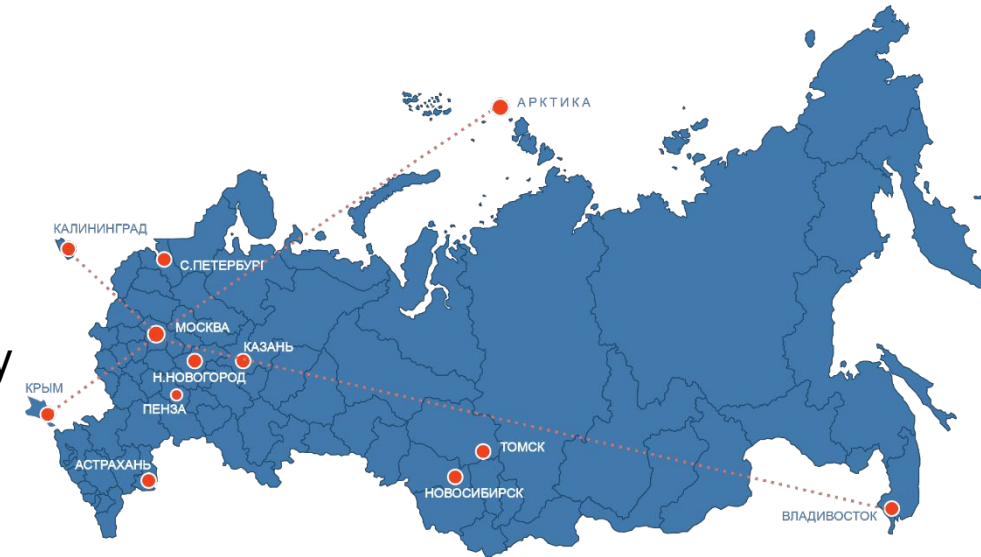 АРКТИКА
КАЛИНИНГРАД
С.ПЕТЕРБУРГ
МОСКВА
КАЗАНЬ
Н.НОВОГОРОД
КРЫМ
ПЕНЗА
ТОМСК
АСТРАХАНЬ
НОВОСИБИРСК
ВЛАДИВОСТОК